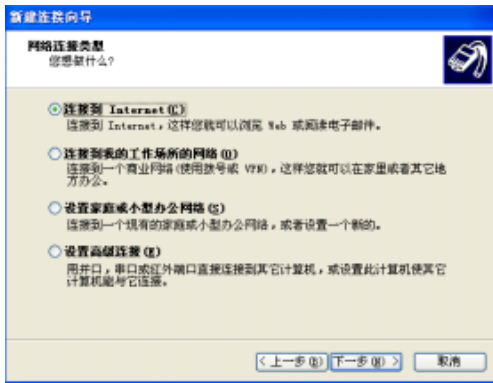 新建连接向导
网络连接类型
您想做什么?
连接到 Internet(C)
连接到 Internet，这样您就可以浏览 Web 或阅读电子邮件。
连接到我的工作场所的网络(O)
连接到一个商业网络(使用拨号或 VPN)，这样您就可以在家里或者其它地
方办公。
设置家庭或小型办公网络(S)
连接到一个现有的家庭或小型办公网络，或者设置一个新的。
设置高级连接(E)
用并口，串口或红外端口直接连接到其它计算机，或设置此计算机使其它
计算机能与它连接。
< 上一步(B) 下一步(N) > 取消